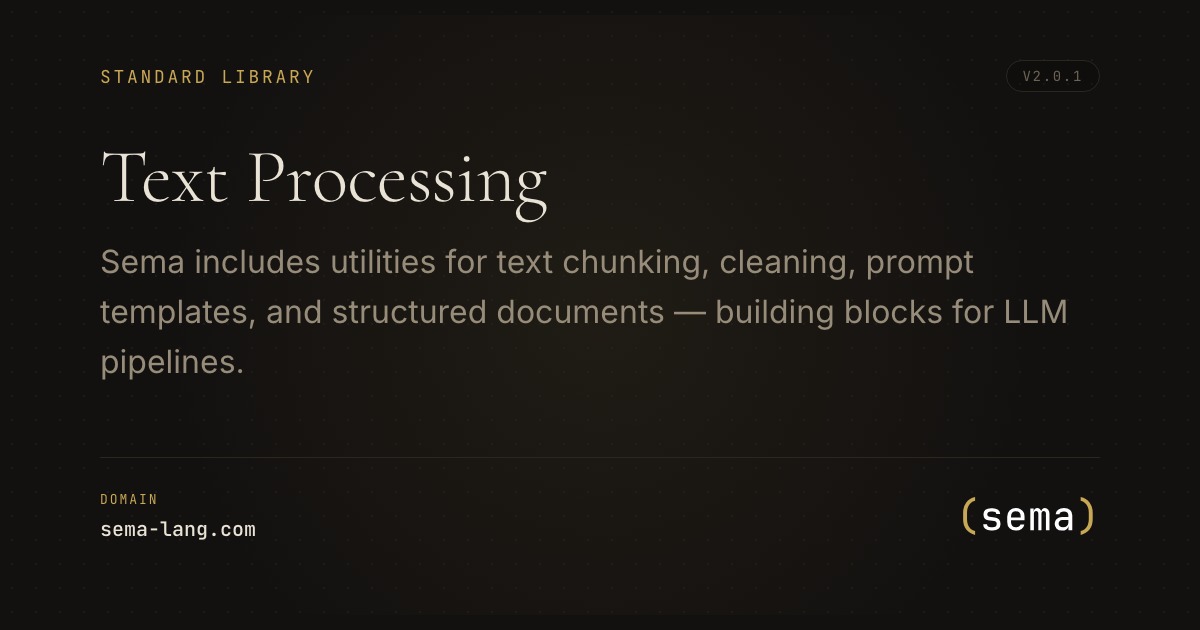 STANDARD LIBRARY
V2.0.1
Text Processing
Sema includes utilities for text chunking, cleaning, prompt
templates, and structured documents — building blocks for LLM
pipelines.
DOMAIN
sema-lang.com
(sema)